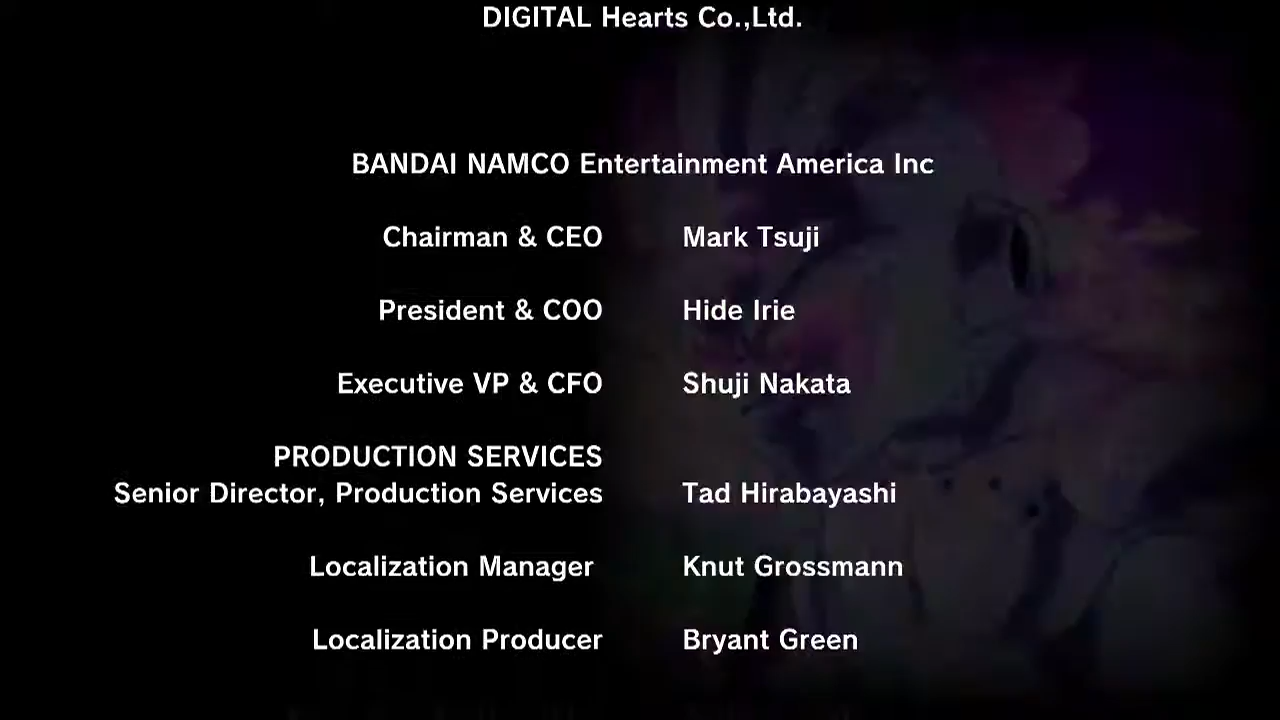 DIGITAL Hearts Co.,Ltd.
BANDAI NAMCO Entertainment America Inc
Chairman & CEO Mark Tsuji
President & COO Hide Irie
Executive VP & CFO Shuji Nakata
PRODUCTION SERVICES
Senior Director, Production Services Tad Hirabayashi
Localization Manager Knut Grossmann
Localization Producer Bryant Green